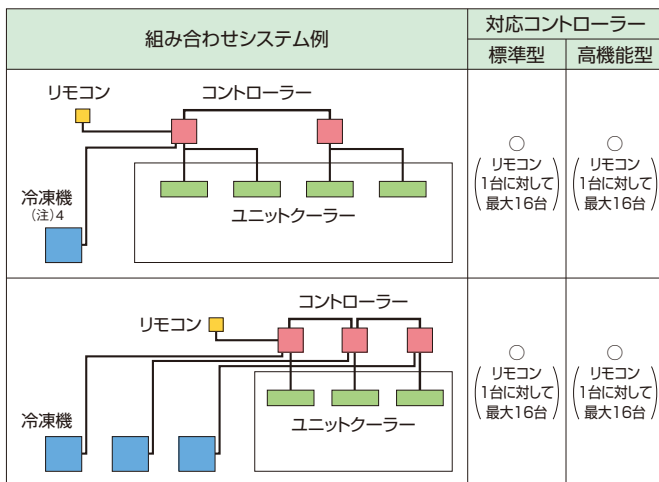 組み合わせシステム例
対応コントローラー
標準型
高機能型
リモコン
コントローラー
冷凍機
(注)4
ユニットクーラー
○
(リモコン
1台に対して
最大16台)
○
(リモコン
1台に対して
最大16台)
コントローラー
リモコン
冷凍機
ユニットクーラー
○
(リモコン
1台に対して
最大16台)
○
(リモコン
1台に対して
最大16台)